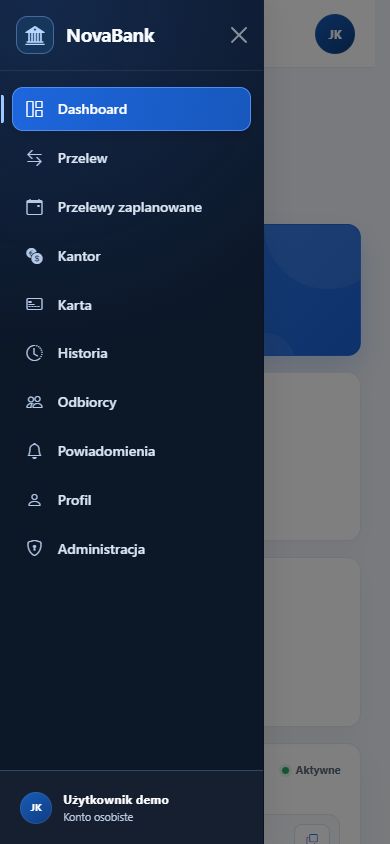 NovaBank
JK
Dashboard
Przelew
Przelewy zaplanowane
Kantor
Karta
Historia
Odbiorcy
Powiadomienia
Profil
Administracja
Aktywne
JK
Użytkownik demo
Konto osobiste